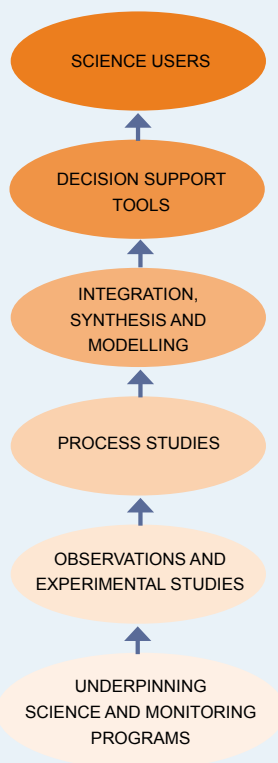 SCIENCE USERS
DECISION SUPPORT
TOOLS
INTEGRATION,
SYNTHESIS AND
MODELLING
PROCESS STUDIES
OBSERVATIONS AND
EXPERIMENTAL STUDIES
UNDERPINNING
SCIENCE AND MONITORING
PROGRAMS